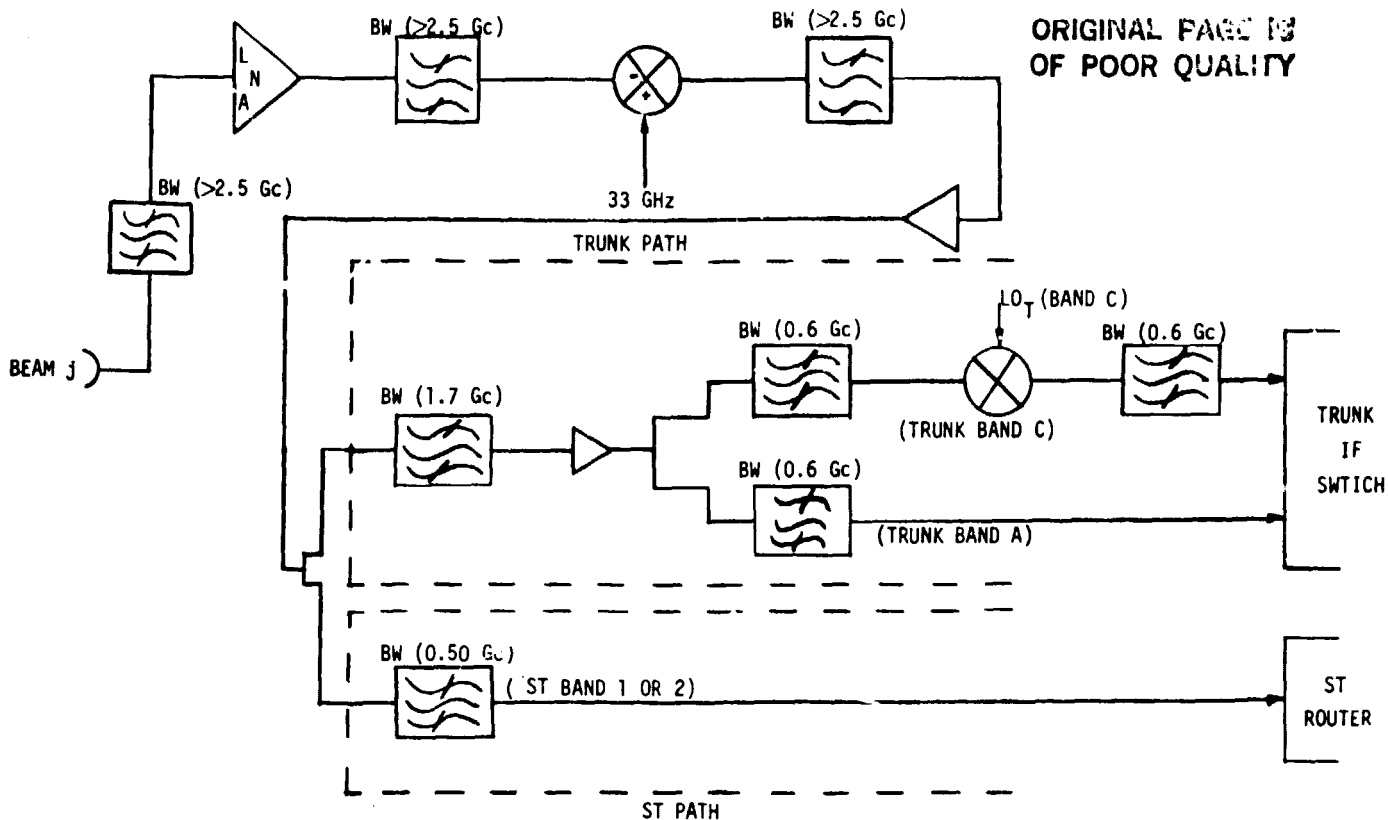 ORIGINAL PAGE IS
OF POOR QUALITY
BW (>2.5 Gc)
BW (>2.5 Gc)
L
N
A
-
+
BW (>2.5 Gc)
33 GHz
TRUNK PATH
LO_T (BAND C)
BW (0.6 Gc)
BW (0.6 Gc)
BEAM j
BW (1.7 Gc)
(TRUNK BAND C)
TRUNK
IF
SWTICH
BW (0.6 Gc)
(TRUNK BAND A)
BW (0.50 Gc)
( ST BAND 1 OR 2)
ST
ROUTER
ST PATH